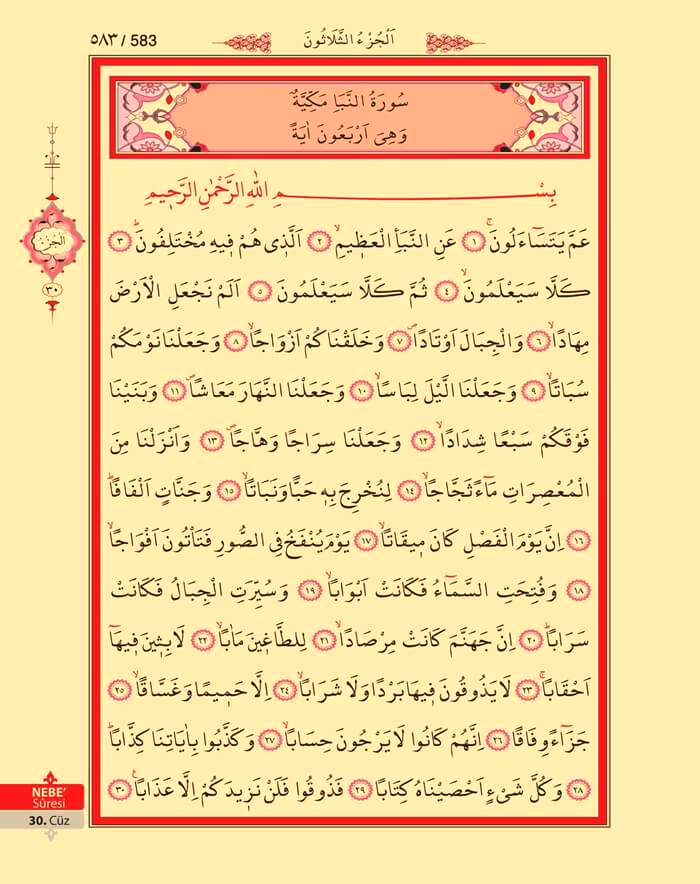 ٥٨٣ / 583
اَلْجُزْءُ الثَّلَاثُونَ
سُورَةُ النَّبَأِ مَكِّيَّةٌ
وَهِىَ اَرْبَعُونَ اٰيَةً
بِسْــــــــــــــــــمِ اللّٰهِ الرَّحْمٰنِ الرَّح۪يمِ
عَمَّ يَتَسَٓاءَلُونَۚ ﴿١﴾ عَنِ النَّبَأِ الْعَظ۪يمِۙ ﴿٢﴾ اَلَّذ۪ى هُمْ ف۪يهِ مُخْتَلِفُونَۜ ﴿٣﴾
كَلَّا سَيَعْلَمُونَۙ ﴿٤﴾ ثُمَّ كَلَّا سَيَعْلَمُونَ ﴿٥﴾ اَلَمْ نَجْعَلِ الْاَرْضَ
مِهَادًاۙ ﴿٦﴾ وَالْجِبَالَ اَوْتَادًاۖ ﴿٧﴾ وَخَلَقْنَاكُمْ اَزْوَاجًاۙ ﴿٨﴾ وَجَعَلْنَا نَوْمَكُمْ
سُبَاتًاۙ ﴿٩﴾ وَجَعَلْنَا الَّيْلَ لِبَاسًاۙ ﴿١٠﴾ وَجَعَلْنَا النَّهَارَ مَعَاشًاۖ ﴿١١﴾ وَبَنَيْنَا
فَوْقَكُمْ سَبْعًا شِدَادًاۙ ﴿١٢﴾ وَجَعَلْنَا سِرَاجًا وَهَّاجًاۖ ﴿١٣﴾ وَاَنْزَلْنَا مِنَ
الْمُعْصِرَاتِ مَٓاءً ثَجَّاجًاۙ ﴿١٤﴾ لِنُخْرِجَ بِه۪ حَبًّا وَنَبَاتًاۙ ﴿١٥﴾ وَجَنَّاتٍ اَلْفَافًاۜ
﴿١٦﴾ اِنَّ يَوْمَ الْفَصْلِ كَانَ م۪يقَاتًاۙ ﴿١٧﴾ يَوْمَ يُنْفَخُ فِى الصُّورِ فَتَأْتُونَ اَفْوَاجًاۙ
﴿١٨﴾ وَفُتِحَتِ السَّمَٓاءُ فَكَانَتْ اَبْوَابًاۙ ﴿١٩﴾ وَسُيِّرَتِ الْجِبَالُ فَكَانَتْ
سَرَابًاۜ ﴿٢٠﴾ اِنَّ جَهَنَّمَ كَانَتْ مِرْصَادًاۙ ﴿٢١﴾ لِلطَّاغ۪ينَ مَاٰبًاۙ ﴿٢٢﴾ لَابِث۪ينَ ف۪يهَٓا
اَحْقَابًاۚ ﴿٢٣﴾ لَا يَذُوقُونَ ف۪يهَا بَرْدًا وَلَا شَرَابًاۙ ﴿٢٤﴾ اِلَّا حَم۪يمًا وَغَسَّاقًاۙ ﴿٢٥﴾
جَزَٓاءً وِفَاقًاۜ ﴿٢٦﴾ اِنَّهُمْ كَانُوا لَا يَرْجُونَ حِسَابًاۙ ﴿٢٧﴾ وَكَذَّبُوا بِاٰيَاتِنَا كِذَّابًاۜ
﴿٢٨﴾ وَكُلَّ شَىْءٍ اَحْصَيْنَاهُ كِتَابًاۙ ﴿٢٩﴾ فَذُوقُوا فَلَنْ نَز۪يدَكُمْ اِلَّا عَذَابًا۟ ﴿٣٠﴾
اَلْجُزْءُ
٣٠
NEBE'
Sûresi
30. Cüz